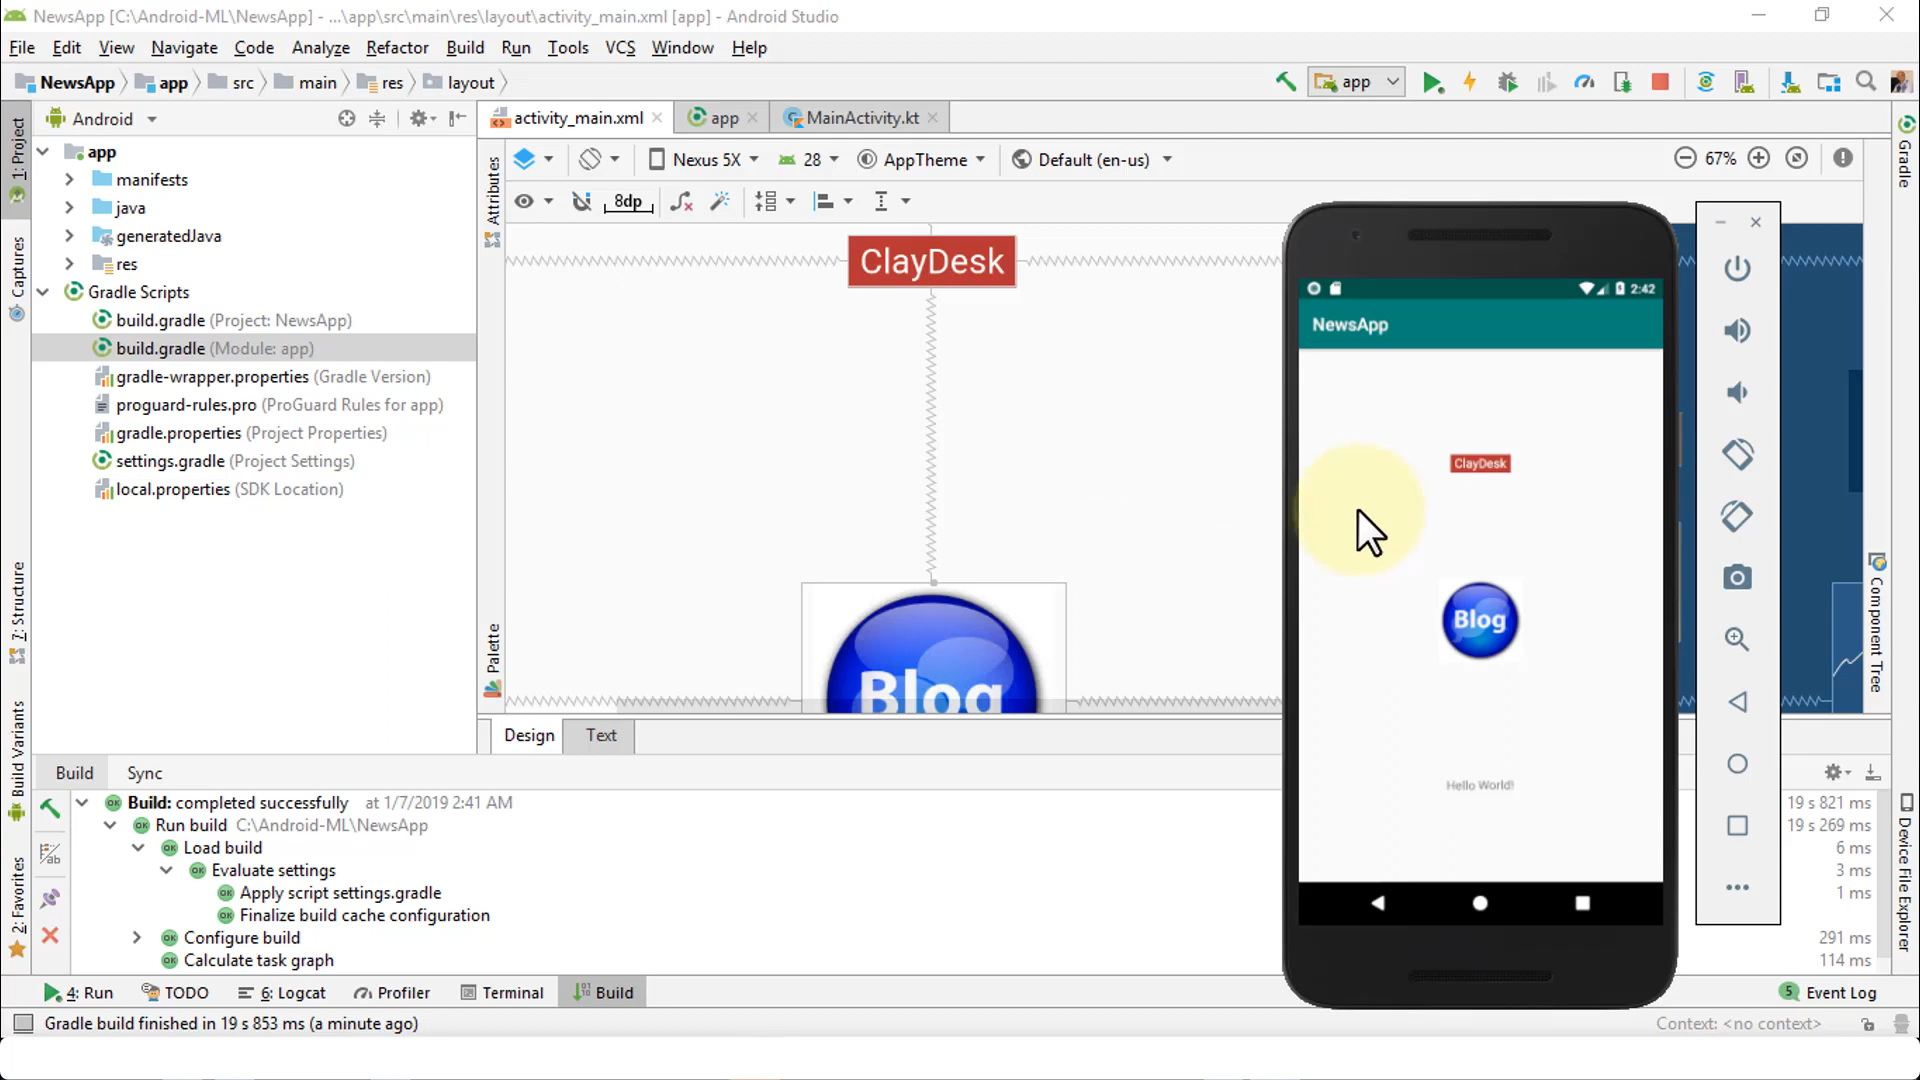 NewsApp [C:\Android-ML\NewsApp] - ...\app\src\main\res\layout\activity_main.xml [app] - Android Studio
File Edit View Navigate Code Analyze Refactor Build Run Tools VCS Window Help
NewsApp app src main res layout
app
Android
activity_main.xml app MainActivity.kt
1: Project
Captures
7: Structure
Build Variants
2: Favorites
app
manifests
java
generatedJava
res
Gradle Scripts
build.gradle (Project: NewsApp)
build.gradle (Module: app)
gradle-wrapper.properties (Gradle Version)
proguard-rules.pro (ProGuard Rules for app)
gradle.properties (Project Properties)
settings.gradle (Project Settings)
local.properties (SDK Location)
Attributes
Palette
Nexus 5X 28 AppTheme Default (en-us) 67%
8dp
ClayDesk
Blog
Design Text
2:42
NewsApp
ClayDesk
Blog
Hello World!
Gradle
Component Tree
Device File Explorer
Build Sync
Build: completed successfully at 1/7/2019 2:41 AM 19 s 821 ms
Run build C:\Android-ML\NewsApp 19 s 269 ms
Load build 6 ms
Evaluate settings 3 ms
Apply script settings.gradle 1 ms
Finalize build cache configuration
Configure build 291 ms
Calculate task graph 114 ms
4: Run TODO 6: Logcat Profiler Terminal Build 5 Event Log
Gradle build finished in 19 s 853 ms (a minute ago) Context: <no context>